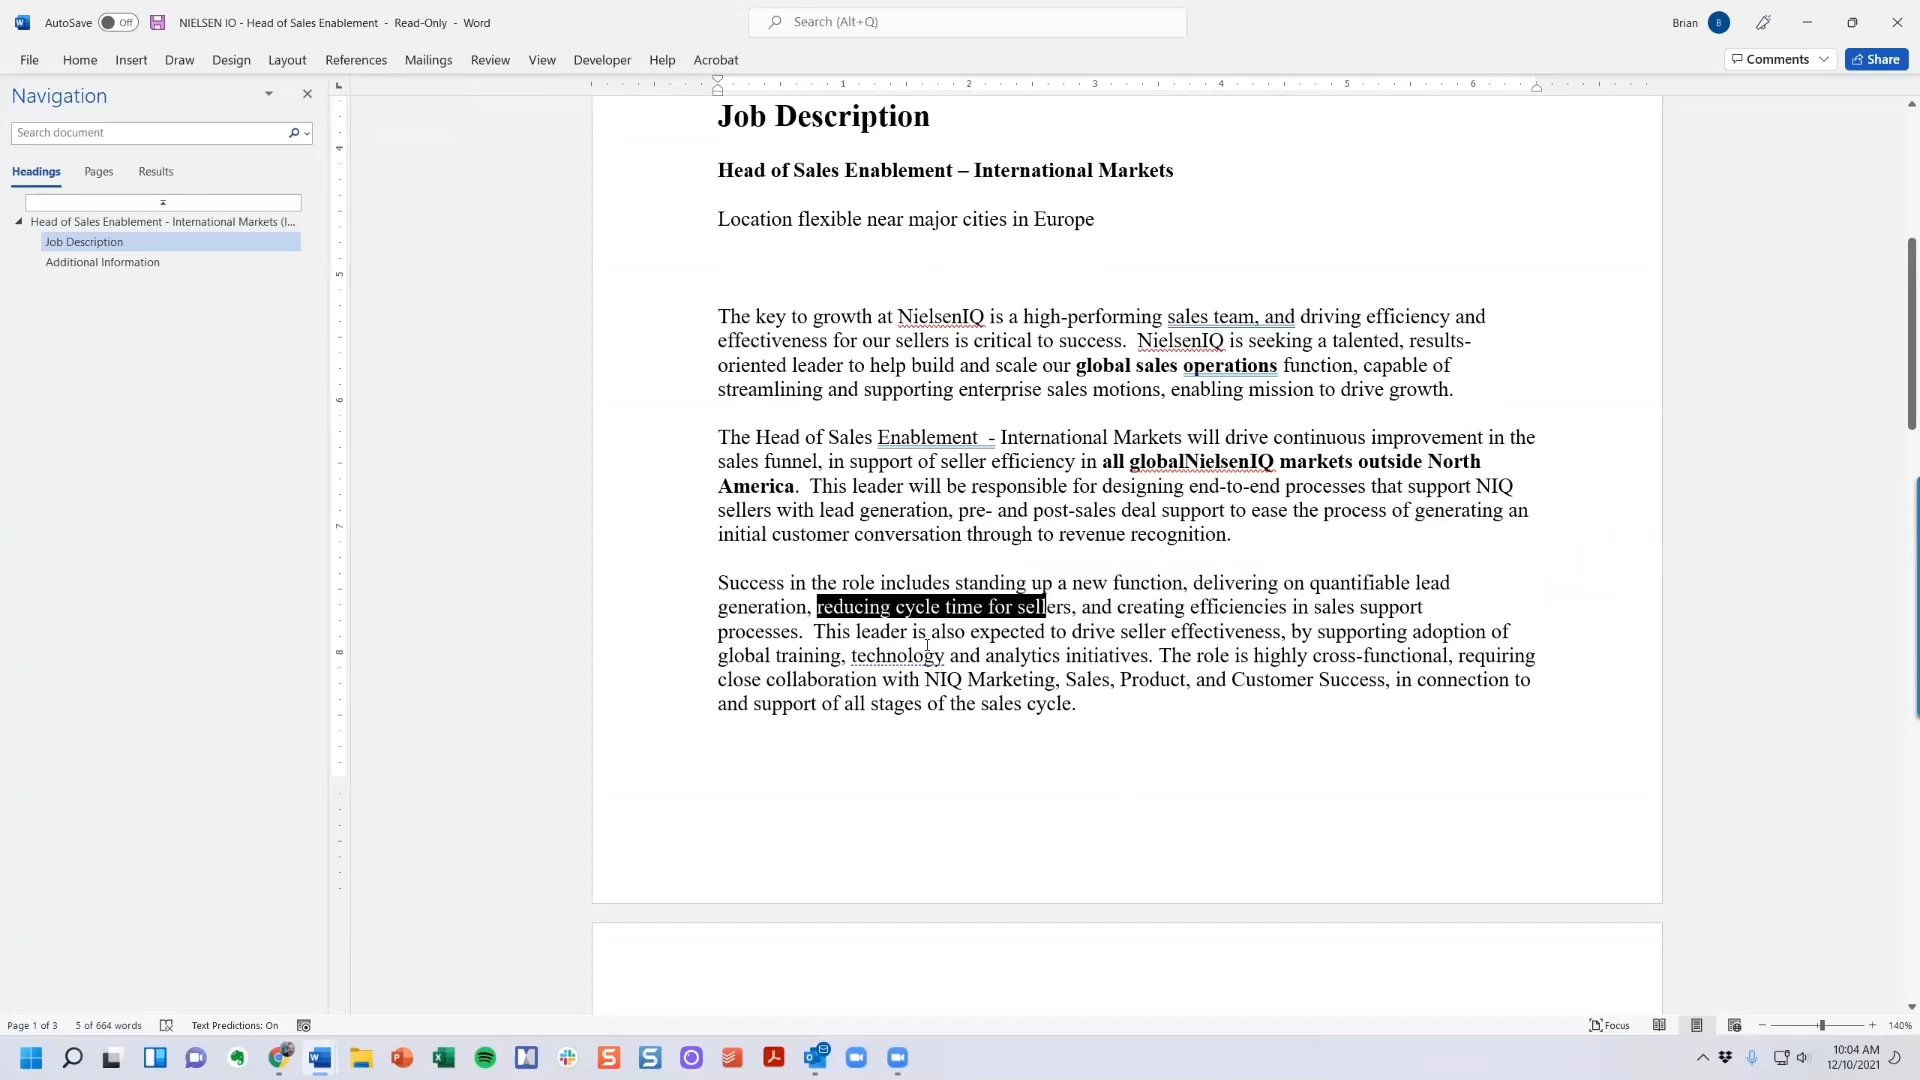 AutoSave Off NIELSEN IO - Head of Sales Enablement - Read-Only - Word Search (Alt+Q) Brian B
File Home Insert Draw Design Layout References Mailings Review View Developer Help Acrobat Comments Share
Navigation
Search document
Headings Pages Results
Head of Sales Enablement - International Markets (I...
Job Description
Additional Information
1 2 3 4 5 6
4
5
6
7
8
Job Description
Head of Sales Enablement – International Markets
Location flexible near major cities in Europe
The key to growth at NielsenIQ is a high-performing sales team, and driving efficiency and
effectiveness for our sellers is critical to success. NielsenIQ is seeking a talented, results-
oriented leader to help build and scale our global sales operations function, capable of
streamlining and supporting enterprise sales motions, enabling mission to drive growth.
The Head of Sales Enablement - International Markets will drive continuous improvement in the
sales funnel, in support of seller efficiency in all globalNielsenIQ markets outside North
America. This leader will be responsible for designing end-to-end processes that support NIQ
sellers with lead generation, pre- and post-sales deal support to ease the process of generating an
initial customer conversation through to revenue recognition.
Success in the role includes standing up a new function, delivering on quantifiable lead
generation, reducing cycle time for sellers, and creating efficiencies in sales support
processes. This leader is also expected to drive seller effectiveness, by supporting adoption of
global training, technology and analytics initiatives. The role is highly cross-functional, requiring
close collaboration with NIQ Marketing, Sales, Product, and Customer Success, in connection to
and support of all stages of the sales cycle.
Page 1 of 3 5 of 664 words Text Predictions: On Focus 140%
10:04 AM
12/10/2021